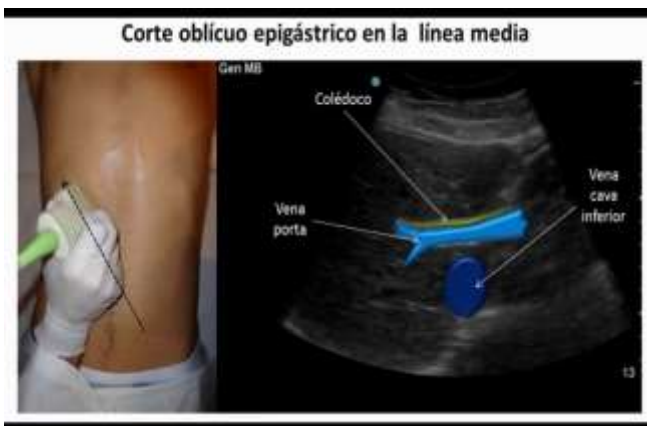 Corte oblícuo epigástrico en la línea media
Gen MB
Colédoco
Vena
porta
Vena
cava
inferior
13